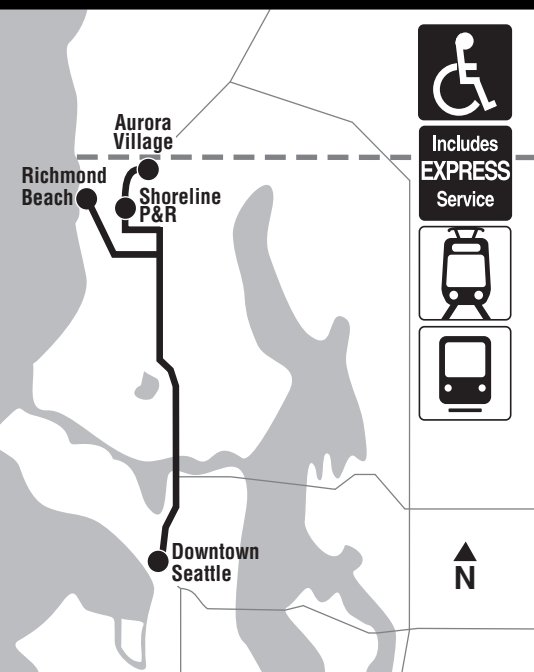 Aurora
Village
Richmond
Beach
Shoreline
P&R
Downtown
Seattle
Includes
EXPRESS
Service
N